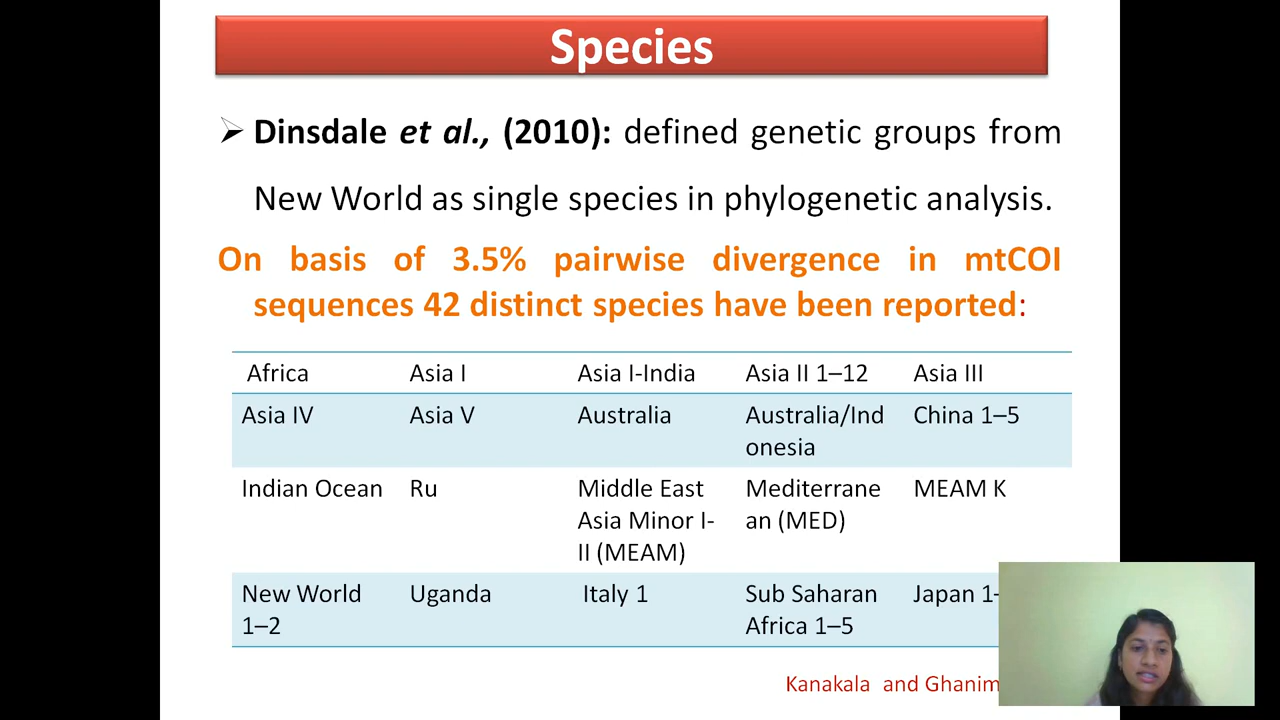 Species
➢ Dinsdale et al., (2010): defined genetic groups from
New World as single species in phylogenetic analysis.
On basis of 3.5% pairwise divergence in mtCOI
sequences 42 distinct species have been reported:
Africa Asia I Asia I-India Asia II 1–12 Asia III
Asia IV Asia V Australia Australia/Ind China 1–5
onesia
Indian Ocean Ru Middle East Mediterrane MEAM K
Asia Minor I- an (MED)
II (MEAM)
New World Uganda Italy 1 Sub Saharan Japan 1-
1–2 Africa 1–5
Kanakala and Ghanim